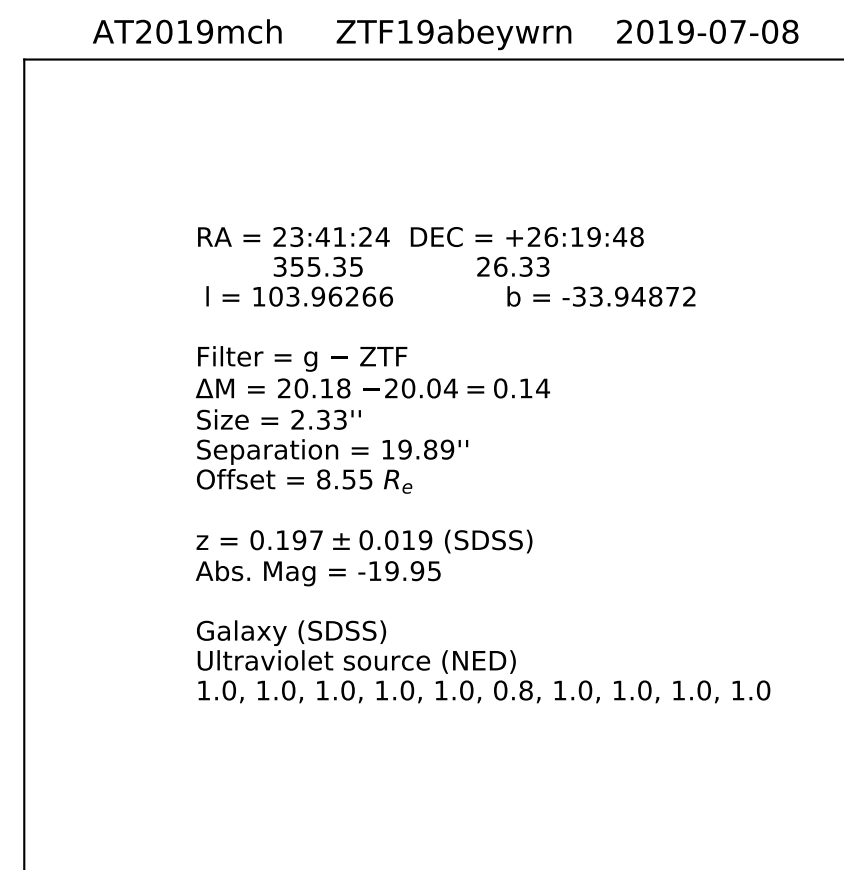 AT2019mch ZTF19abeywrn 2019-07-08
RA = 23:41:24 DEC = +26:19:48
355.35 26.33
l = 103.96266 b = -33.94872
Filter = g − ZTF
ΔM = 20.18 −20.04 = 0.14
Size = 2.33''
Separation = 19.89''
Offset = 8.55 Rₑ
z = 0.197 ± 0.019 (SDSS)
Abs. Mag = -19.95
Galaxy (SDSS)
Ultraviolet source (NED)
1.0, 1.0, 1.0, 1.0, 1.0, 0.8, 1.0, 1.0, 1.0, 1.0